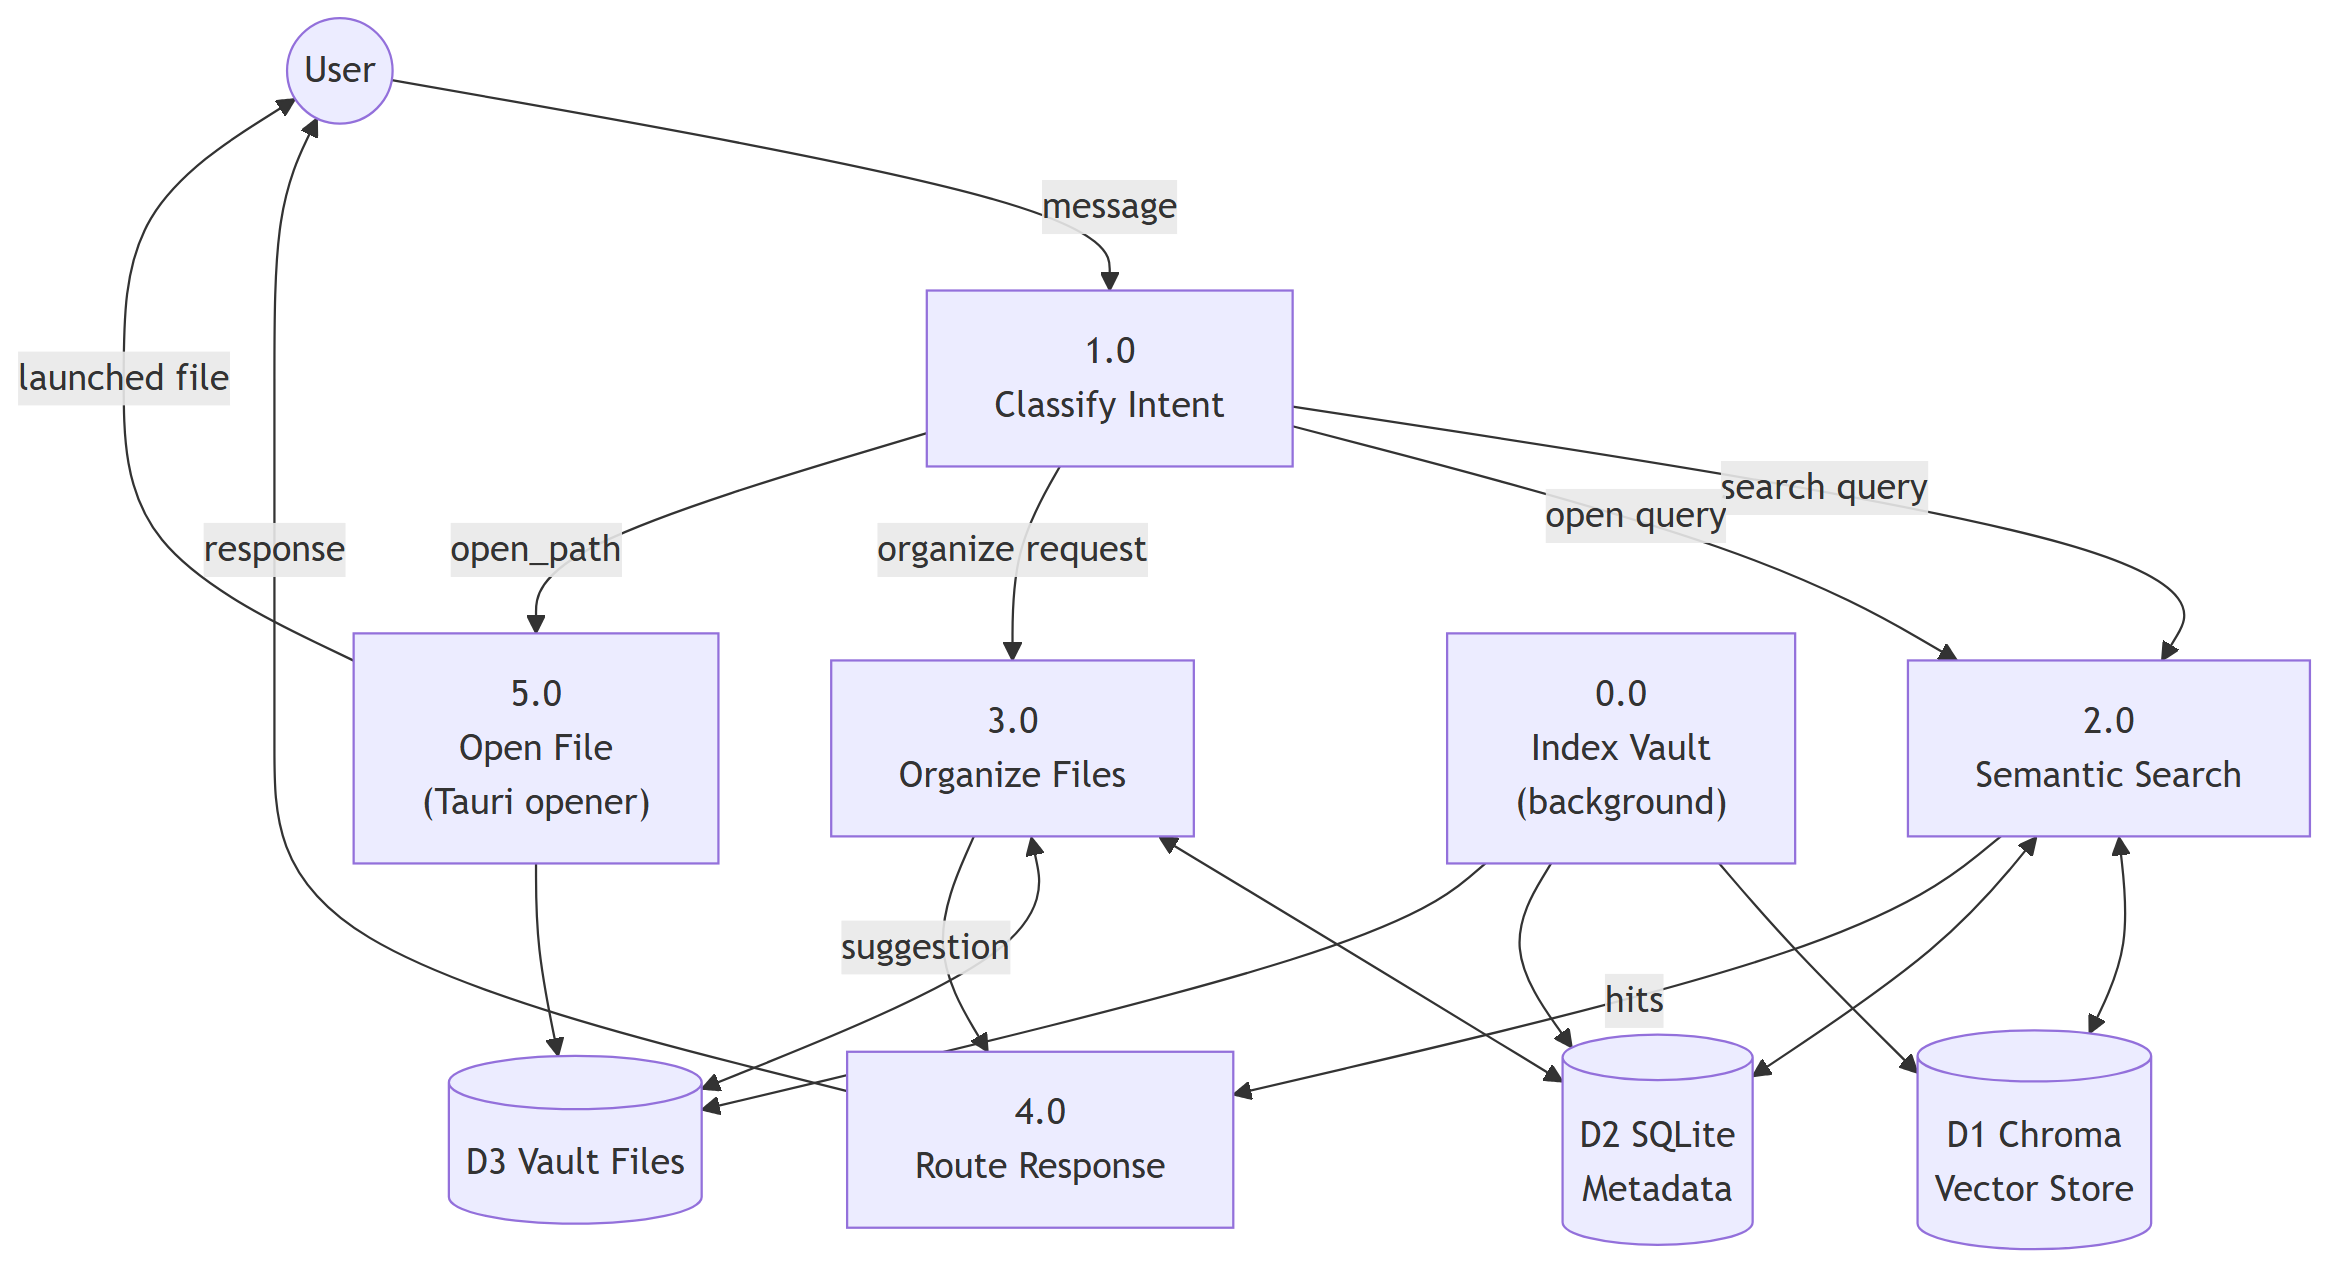 User
message
1.0
Classify Intent
launched file
search query
open query
response
open_path
organize request
5.0
Open File
(Tauri opener)
3.0
Organize Files
0.0
Index Vault
(background)
2.0
Semantic Search
suggestion
hits
D3 Vault Files
4.0
Route Response
D2 SQLite
Metadata
D1 Chroma
Vector Store